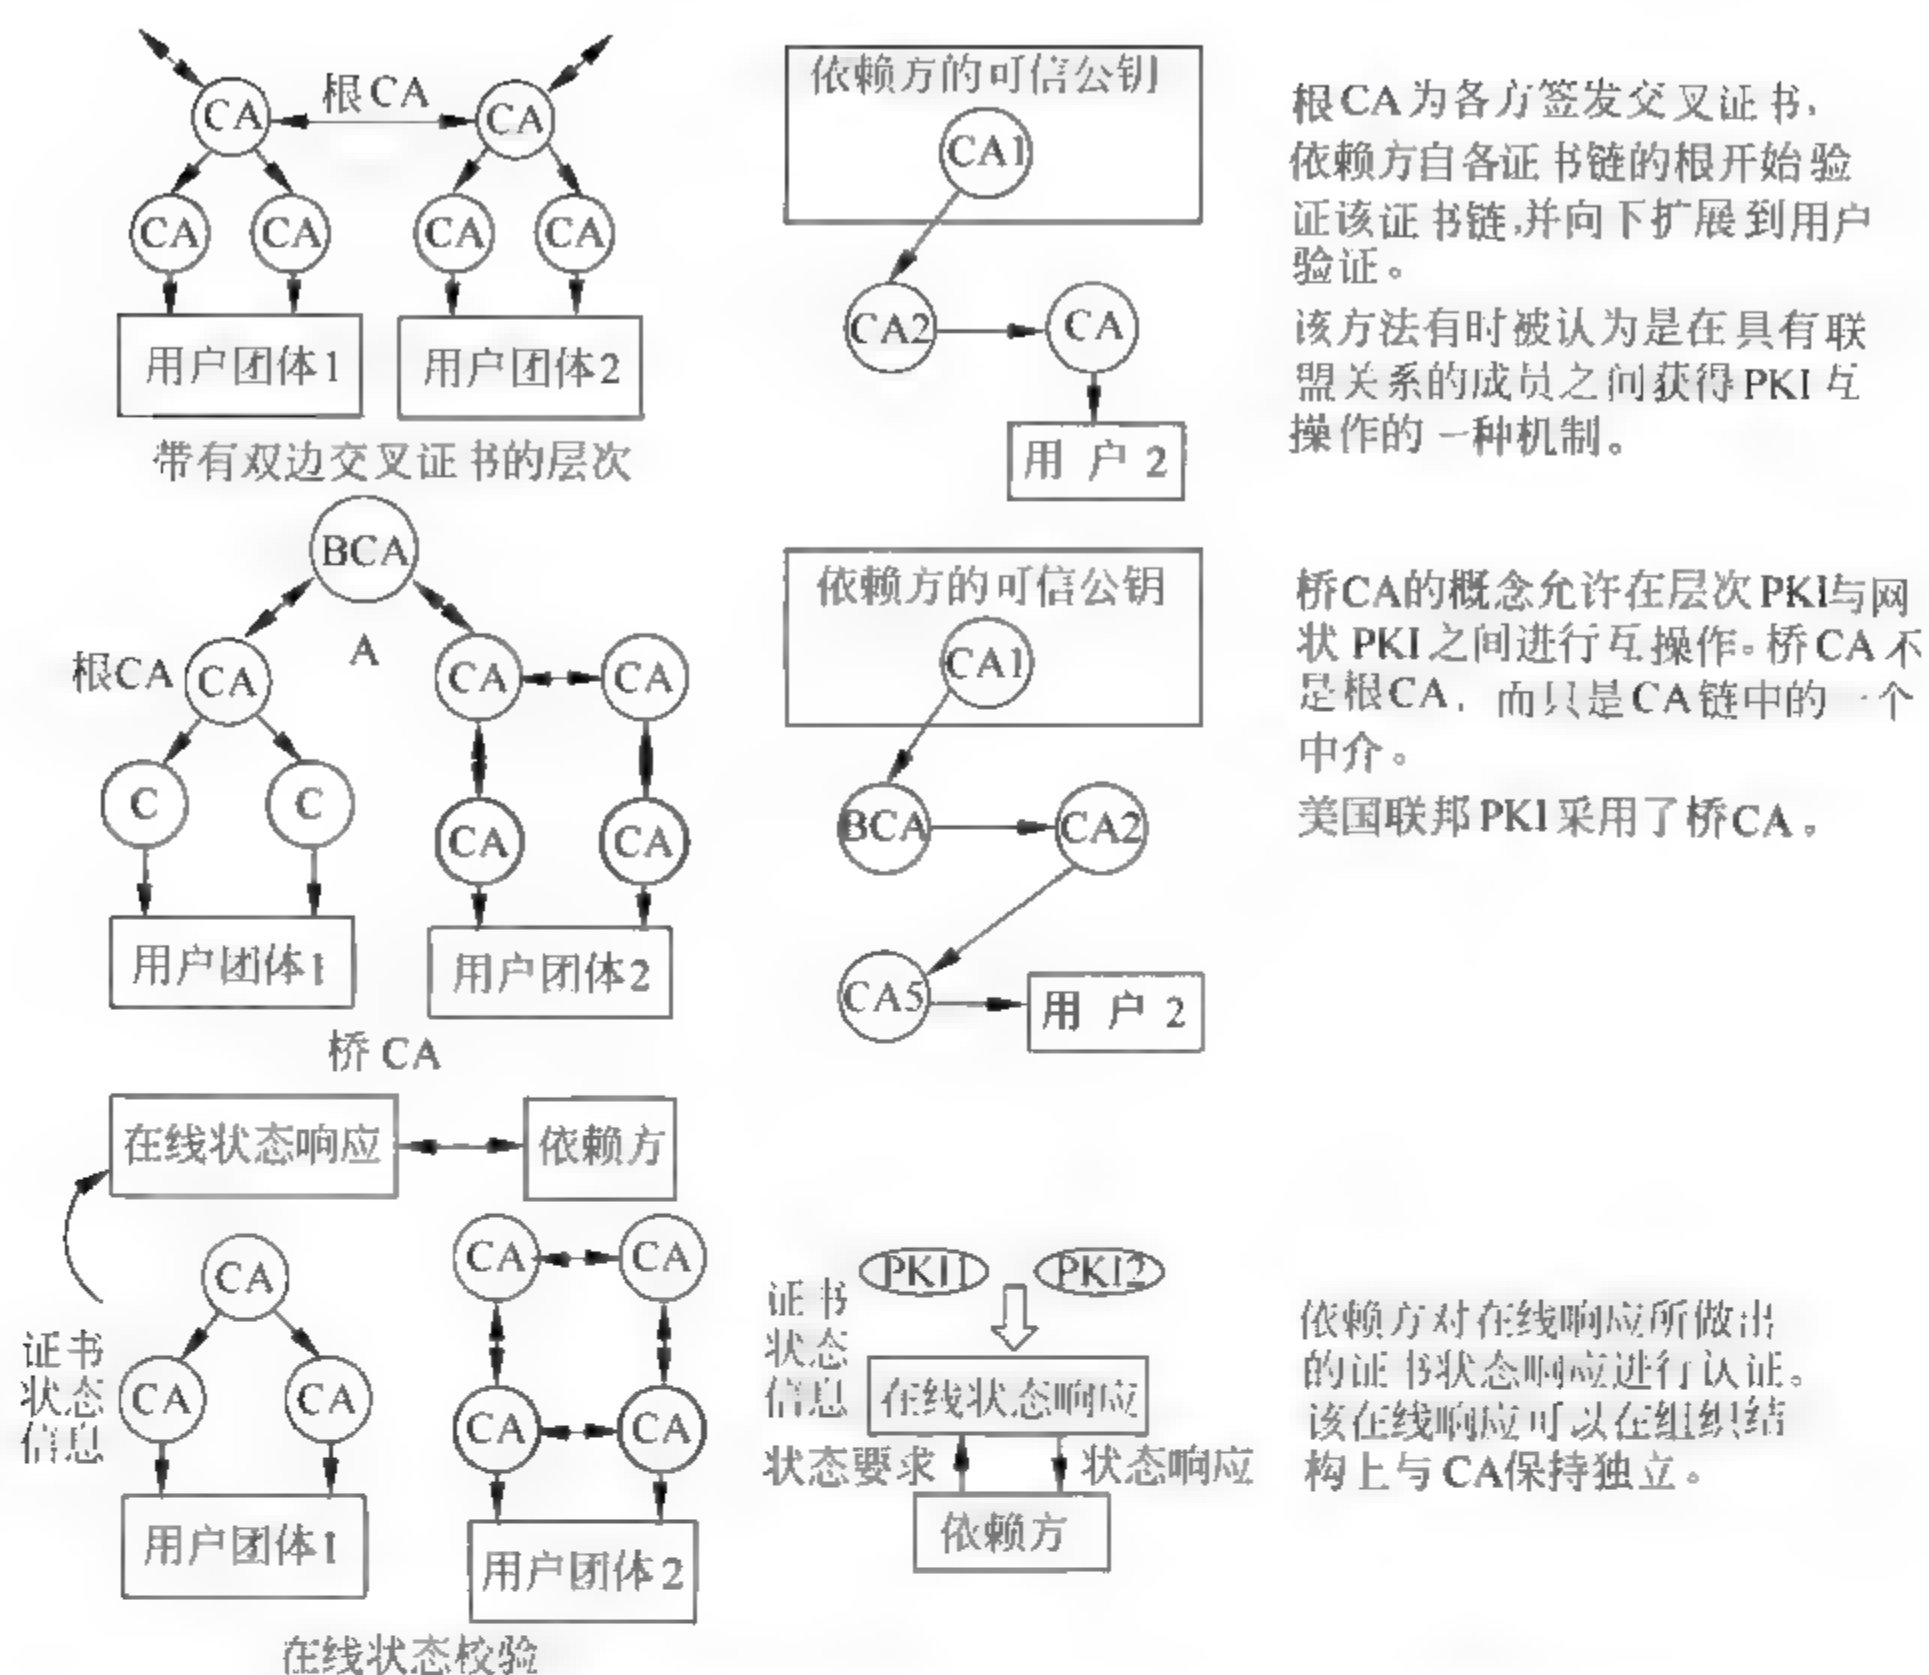 根CA
CA
CA
CA
CA
CA
CA
用户团体1
用户团体2
带有双边交叉证书的层次
依赖方的可信公钥
CA1
CA2
CA
用户2
根CA为各方签发交叉证书,
依赖方自各证书链的根开始验
证该证书链,并向下扩展到用户
验证。
该方法有时被认为是在具有联
盟关系的成员之间获得PKI互
操作的一种机制。
BCA
A
根CA
CA
CA
CA
C
C
CA
CA
用户团体1
用户团体2
桥CA
依赖方的可信公钥
CA1
BCA
CA2
CA5
用户2
桥CA的概念允许在层次PKI与网
状PKI之间进行互操作。桥CA不
是根CA,而只是CA链中的一个
中介。
美国联邦PKI采用了桥CA。
在线状态响应
依赖方
证书
状态
信息
CA
CA
CA
CA
CA
CA
CA
用户团体1
用户团体2
在线状态校验
PKI1
PKI2
证书
状态
信息
在线状态响应
状态要求
状态响应
依赖方
依赖方对在线响应所做出
的证书状态响应进行认证。
该在线响应可以在组织结
构上与CA保持独立。